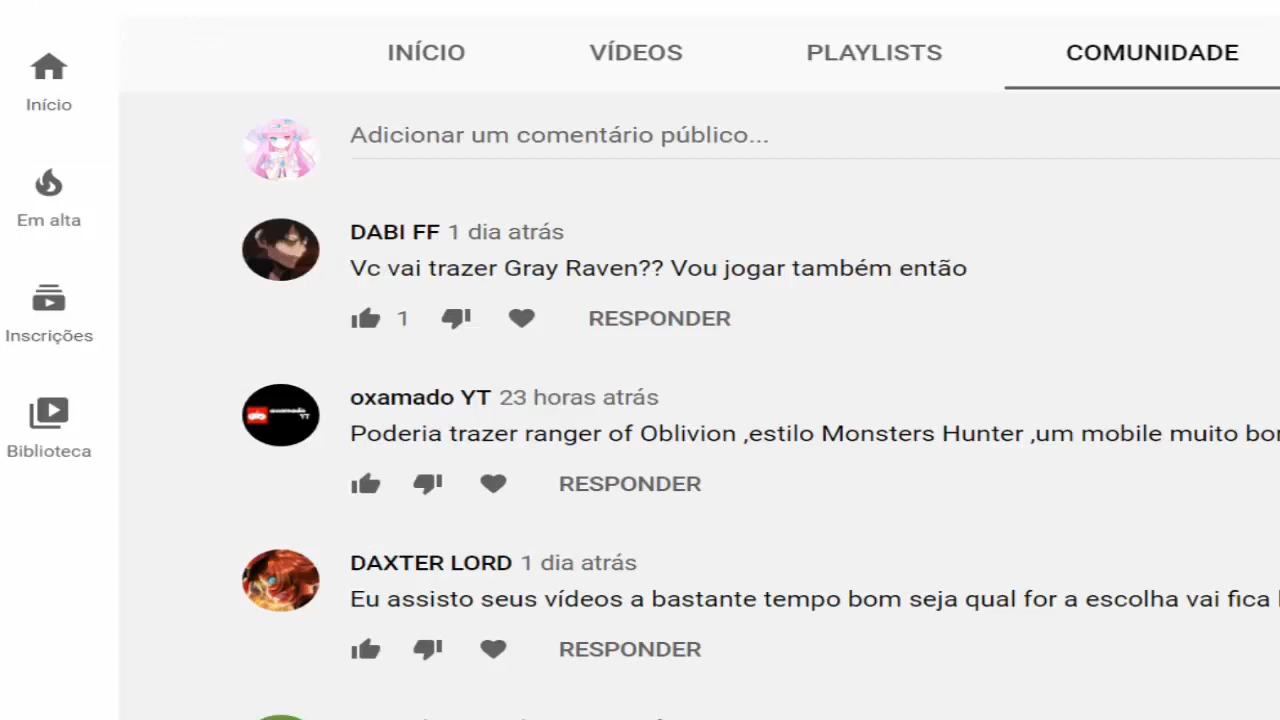 INÍCIO VÍDEOS PLAYLISTS COMUNIDADE
Início
Em alta
Inscrições
Biblioteca
Adicionar um comentário público...
DABI FF 1 dia atrás
Vc vai trazer Gray Raven?? Vou jogar também então
1 RESPONDER
oxamado YT
oxamado YT 23 horas atrás
Poderia trazer ranger of Oblivion ,estilo Monsters Hunter ,um mobile muito
RESPONDER
DAXTER LORD 1 dia atrás
Eu assisto seus vídeos a bastante tempo bom seja qual for a escolha vai fica
RESPONDER